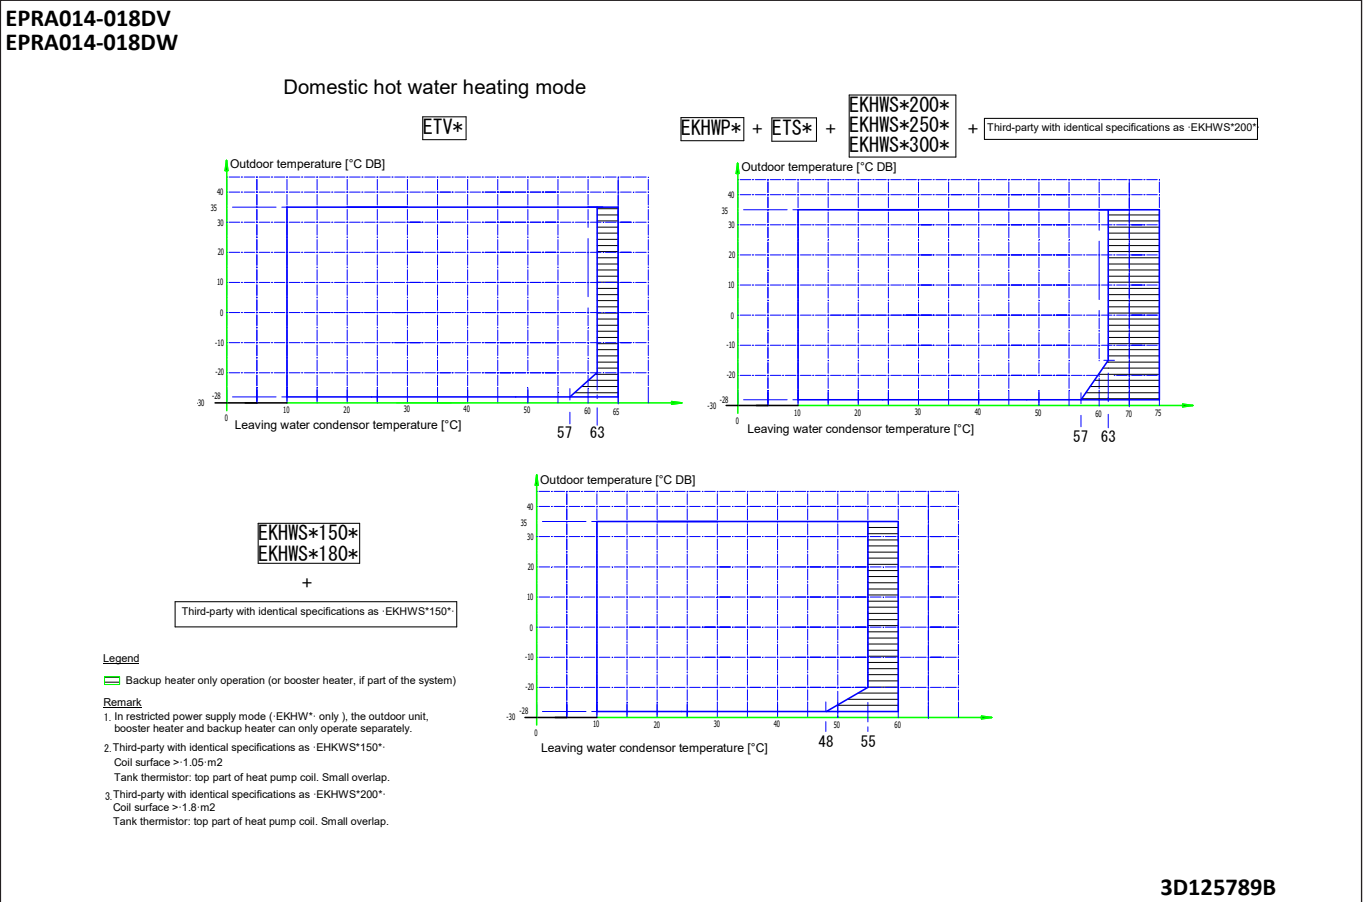 EPRA014-018DV
EPRA014-018DW
Domestic hot water heating mode
ETV*
EKHWP* + ETS* +
EKHWS*200*
EKHWS*250*
EKHWS*300*
+ Third-party with identical specifications as ·EKHWS*200*·
Outdoor temperature [°C DB]
40
35
30
20
10
0
-10
-20
-28
-30
0 10 20 30 40 50 60 65
57 63
Leaving water condensor temperature [°C]
Outdoor temperature [°C DB]
40
35
30
20
10
0
-10
-20
-28
-30
0 10 20 30 40 50 60 70 75
57 63
Leaving water condensor temperature [°C]
EKHWS*150*
EKHWS*180*
+
Third-party with identical specifications as ·EKHWS*150*·
Outdoor temperature [°C DB]
40
35
30
20
10
0
-10
-20
-28
-30
0 10 20 30 40 50 60
48 55
Leaving water condensor temperature [°C]
Legend
Backup heater only operation (or booster heater, if part of the system)
Remark
1. In restricted power supply mode (·EKHW*· only ), the outdoor unit,
booster heater and backup heater can only operate separately.
2. Third-party with identical specifications as ·EHKWS*150*·
Coil surface >·1.05·m2
Tank thermistor: top part of heat pump coil. Small overlap.
3. Third-party with identical specifications as ·EKHWS*200*·
Coil surface >·1.8·m2
Tank thermistor: top part of heat pump coil. Small overlap.
3D125789B